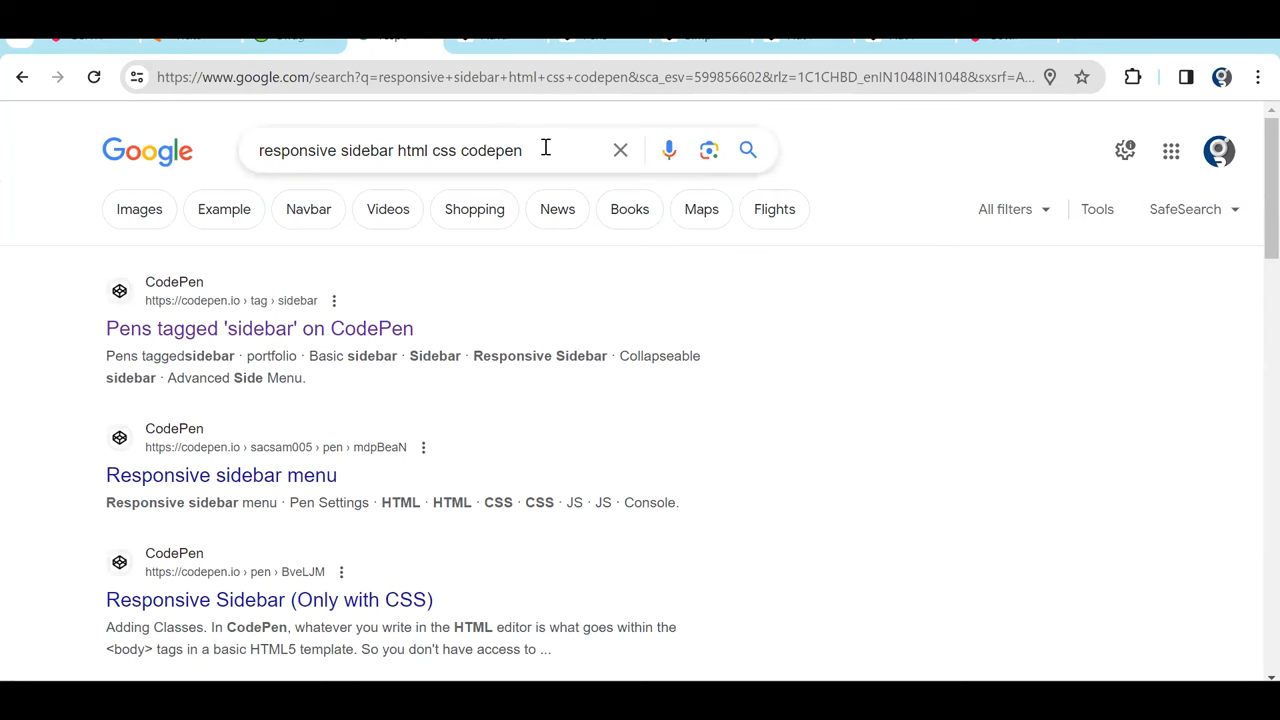 https://www.google.com/search?q=responsive+sidebar+html+css+codepen&sca_esv=599856602&rlz=1C1CHBD_enIN1048IN1048&sxsrf=A...
Google
responsive sidebar html css codepen
Images Example Navbar Videos Shopping News Books Maps Flights All filters Tools SafeSearch
CodePen
https://codepen.io › tag › sidebar
Pens tagged 'sidebar' on CodePen
Pens taggedsidebar · portfolio · Basic sidebar · Sidebar · Responsive Sidebar · Collapseable
sidebar · Advanced Side Menu.
CodePen
https://codepen.io › sacsam005 › pen › mdpBeaN
Responsive sidebar menu
Responsive sidebar menu · Pen Settings · HTML · HTML · CSS · CSS · JS · JS · Console.
CodePen
https://codepen.io › pen › BveLJM
Responsive Sidebar (Only with CSS)
Adding Classes. In CodePen, whatever you write in the HTML editor is what goes within the
<body> tags in a basic HTML5 template. So you don't have access to ...